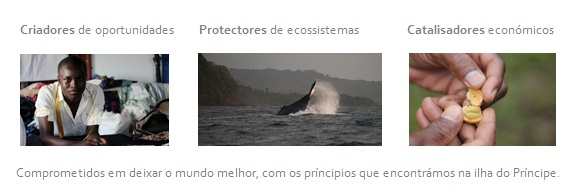 Criadores de oportunidades
Protectores de ecossistemas
Catalisadores económicos
Comprometidos em deixar o mundo melhor, com os príncipios que encontrámos na ilha do Príncipe.